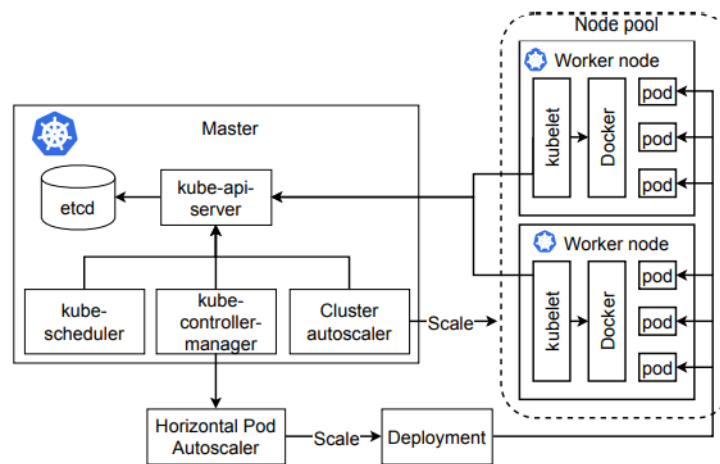 Node pool
Worker node
kubelet
Docker
pod
pod
pod
Master
kube-api-
server
etcd
Worker node
kubelet
Docker
pod
pod
pod
kube-
scheduler
kube-
controller-
manager
Cluster
autoscaler
Scale
Horizontal Pod
Autoscaler
Scale
Deployment